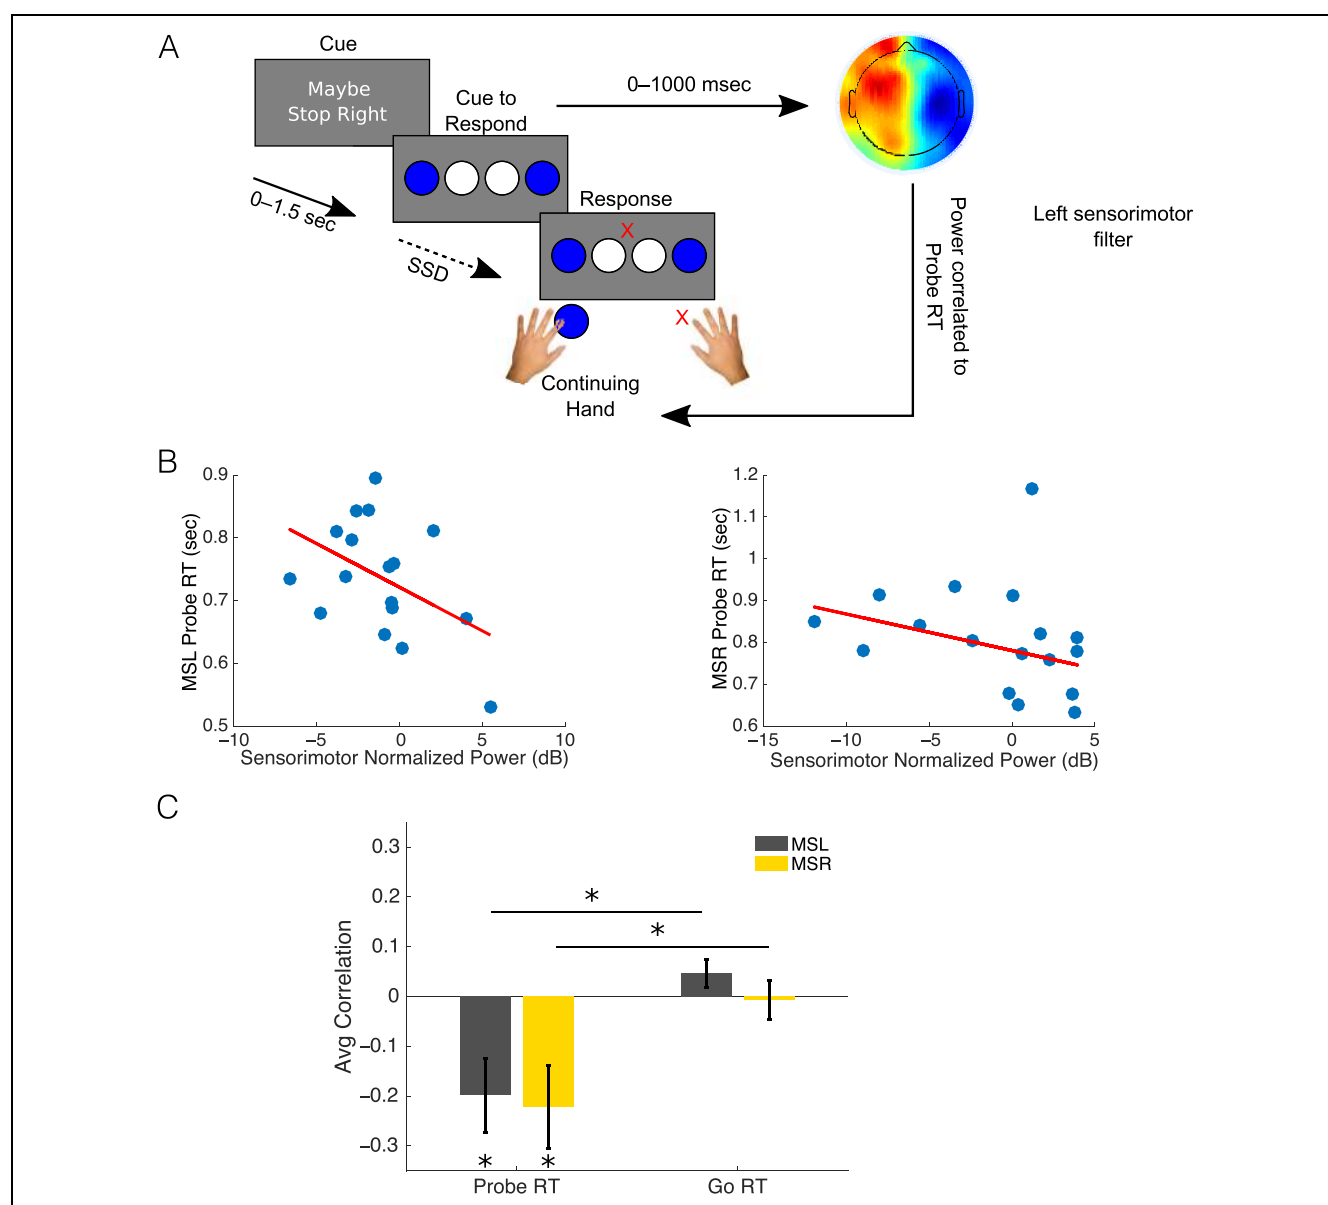 A
Cue
Maybe
Stop Right
Cue to
Respond
0–1000 msec
0–1.5 sec
Response
X
SSD
X
Continuing
Hand
Power correlated to
Probe RT
Left sensorimotor
filter
B
0.9
0.8
0.7
0.6
0.5
MSL Probe RT (sec)
−10
−5
0
5
10
Sensorimotor Normalized Power (dB)
1.2
1.1
1
0.9
0.8
0.7
0.6
MSR Probe RT (sec)
−15
−10
−5
0
5
Sensorimotor Normalized Power (dB)
C
0.3
0.2
0.1
0
−0.1
−0.2
−0.3
Avg Correlation
MSL
MSR
*
*
*
*
Probe RT
Go RT